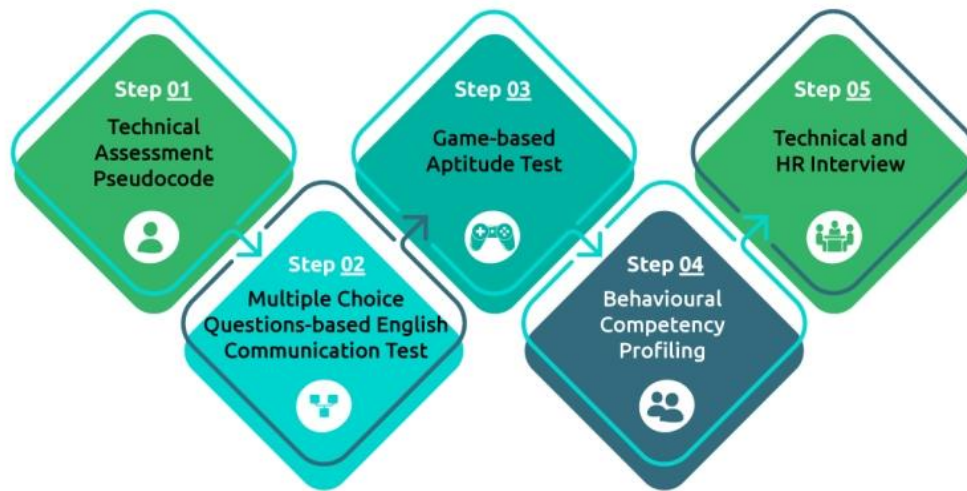 Step 01
Technical
Assessment
Pseudocode
Step 02
Multiple Choice
Questions-based English
Communication Test
Step 03
Game-based
Aptitude Test
Step 04
Behavioural
Competency
Profiling
Step 05
Technical and
HR Interview